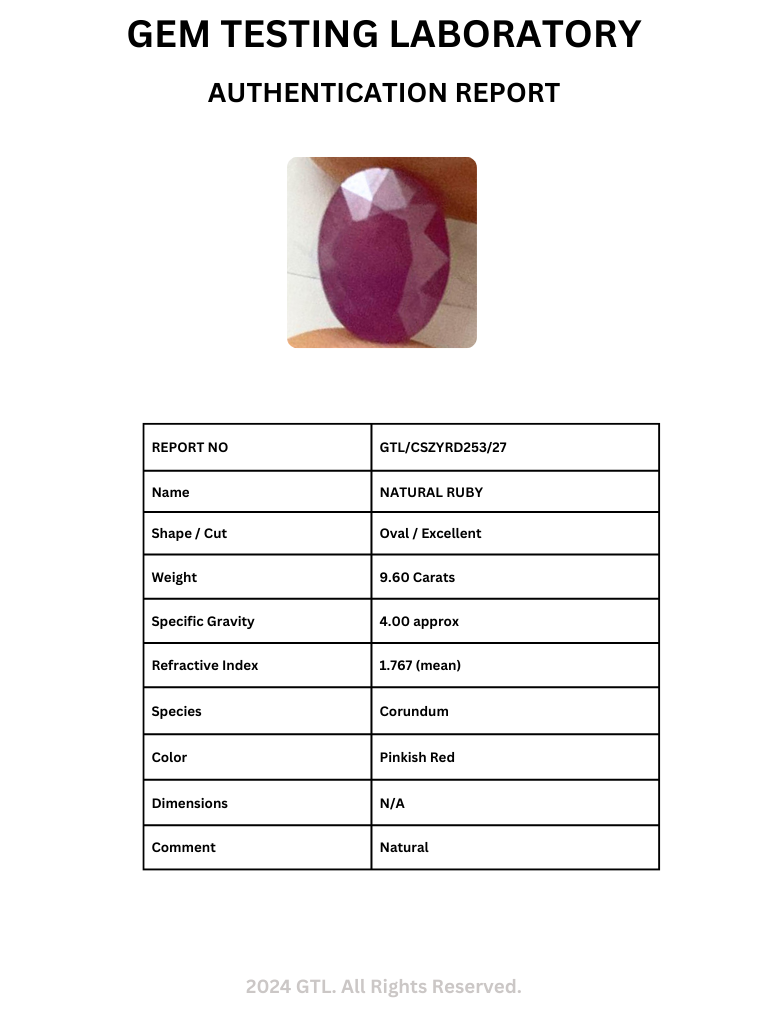 GEM TESTING LABORATORY
AUTHENTICATION REPORT
REPORT NO GTL/CSZYRD253/27
Name NATURAL RUBY
Shape / Cut Oval / Excellent
Weight 9.60 Carats
Specific Gravity 4.00 approx
Refractive Index 1.767 (mean)
Species Corundum
Color Pinkish Red
Dimensions N/A
Comment Natural
2024 GTL. All Rights Reserved.